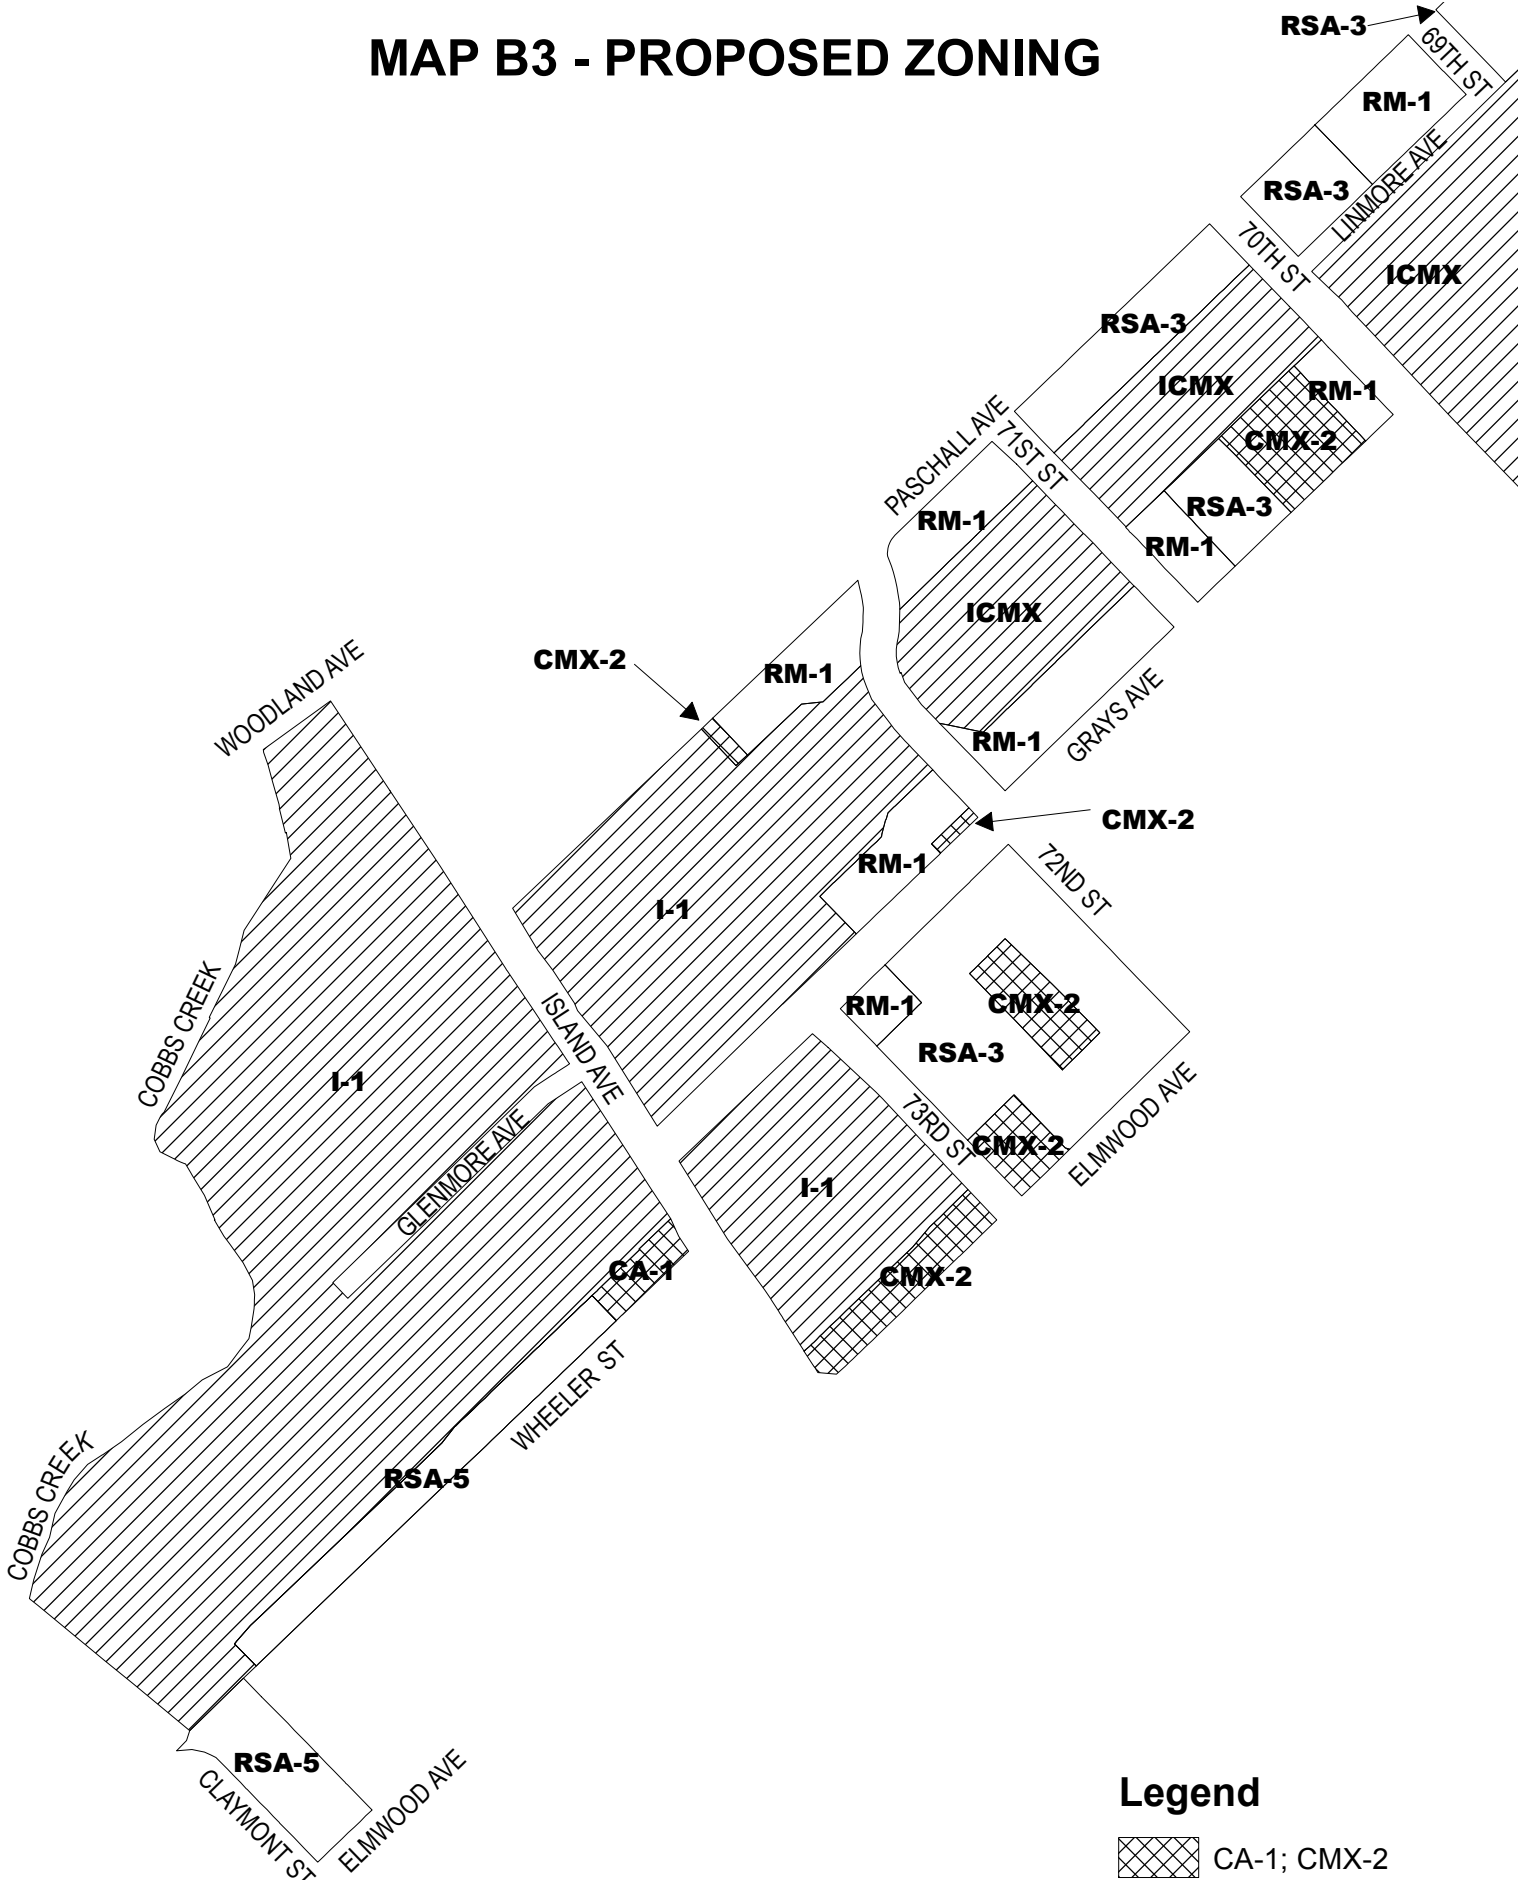 MAP B3 - PROPOSED ZONING
RSA-3
69TH ST
RM-1
RSA-3
LINMORE AVE
70TH ST
ICMX
RSA-3
ICMX
RM-1
CMX-2
PASCHALL AVE
71ST ST
RSA-3
RM-1
RM-1
ICMX
WOODLAND AVE
CMX-2
RM-1
GRAYS AVE
RM-1
CMX-2
RM-1
72ND ST
I-1
COBBS CREEK
ISLAND AVE
RM-1
CMX-2
RSA-3
I-1
GLENMORE AVE
73RD ST
CMX-2
ELMWOOD AVE
I-1
CA-1
CMX-2
WHEELER ST
RSA-5
COBBS CREEK
RSA-5
CLAYMONT ST
ELMWOOD AVE
Legend
CA-1; CMX-2